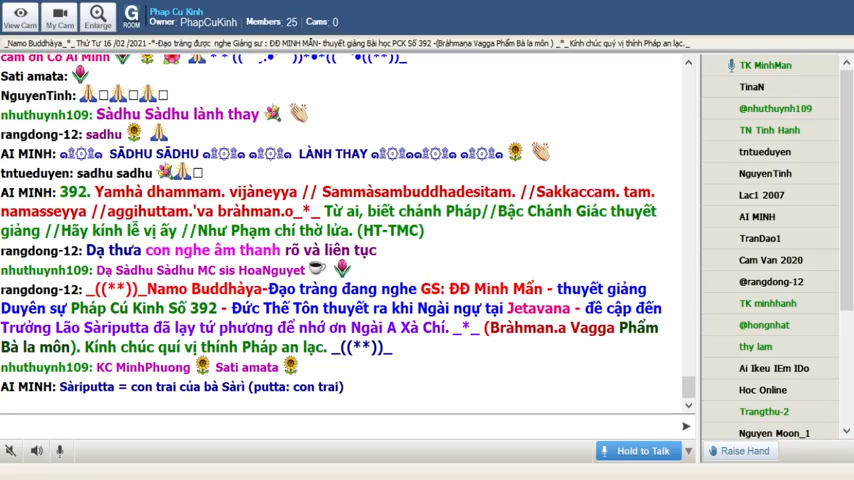 Phap Cu Kinh
Owner: PhapCuKinh | Members: 25 | Cams: 0
View Cam
My Cam
Enlarge
G
ROOM
_Namo Buddhàya_*_ Thứ Tư 16 /02 /2021 -*-Đạo tràng được nghe Giảng sư : ĐĐ MINH MẪN- thuyết giảng Bài học PCK Số 392 -(Bràhmaṇa Vagga Phẩm Bà la môn ) _*_ Kính chúc quý vị thính Pháp an lạc._
cảm ơn Cô Ai Minh
Sati amata:
NguyenTinh:
nhuthuynh109: Sàdhu Sàdhu lành thay
rangdong-12: sadhu
AI MINH: SĀDHU SĀDHU LÀNH THAY
tntueduyen: sadhu sadhu
AI MINH: 392. Yamhà dhammam. vijàneyya // Sammàsambuddhadesitam. //Sakkaccam. tam.
namasseyya //aggihuttam.'va bràhman.o_*_ Từ ai, biết chánh Pháp//Bậc Chánh Giác thuyết
giảng //Hãy kính lễ vị ấy //Như Phạm chí thờ lửa. (HT-TMC)
rangdong-12: Dạ thưa con nghe âm thanh rõ và liên tục
nhuthuynh109: Dạ Sàdhu Sàdhu MC sis HoaNguyet
rangdong-12: _((**))_Namo Buddhàya-Đạo tràng đang nghe GS: ĐĐ Minh Mẩn - thuyết giảng
Duyên sự Pháp Cú Kinh Số 392 - Đức Thế Tôn thuyết ra khi Ngài ngự tại Jetavana - đề cập đến
Trưởng Lão Sàriputta đã lạy tứ phương để nhớ ơn Ngài A Xà Chí. _*_ (Bràhman.a Vagga Phẩm
Bà la môn). Kính chúc quí vị thính Pháp an lạc. _((**))_
nhuthuynh109: KC MinhPhuong Sati amata
AI MINH: Sàriputta = con trai của bà Sàrì (putta: con trai)
Hold to Talk
TK MinhMan
TinaN
@nhuthuynh109
TN Tinh Hanh
tntueduyen
NguyenTinh
Lac1 2007
AI MINH
TranDao1
Cam Van 2020
@rangdong-12
TK minhhanh
@hongnhat
thy lam
Ai Ikeu IEm IDo
Hoc Online
Trangthu-2
Nguyen Moon_1
Raise Hand